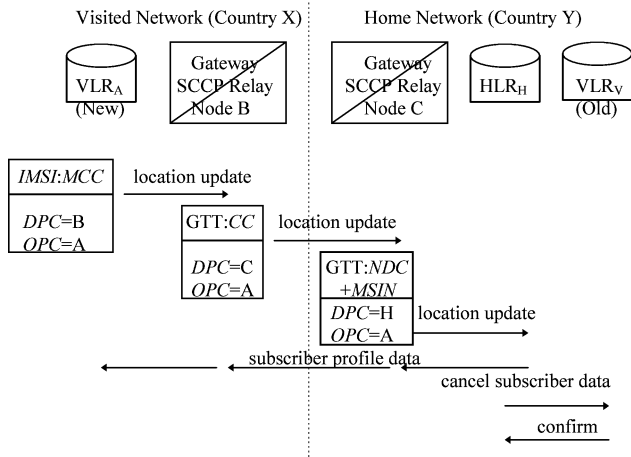 Visited Network (Country X)
Home Network (Country Y)
VLRA
(New)
Gateway
SCCP Relay
Node B
Gateway
SCCP Relay
Node C
HLRH
VLRV
(Old)
IMSI:MCC
DPC=B
OPC=A
location update
GTT:CC
DPC=C
OPC=A
location update
GTT:NDC
+MSIN
DPC=H
OPC=A
location update
subscriber profile data
cancel subscriber data
confirm